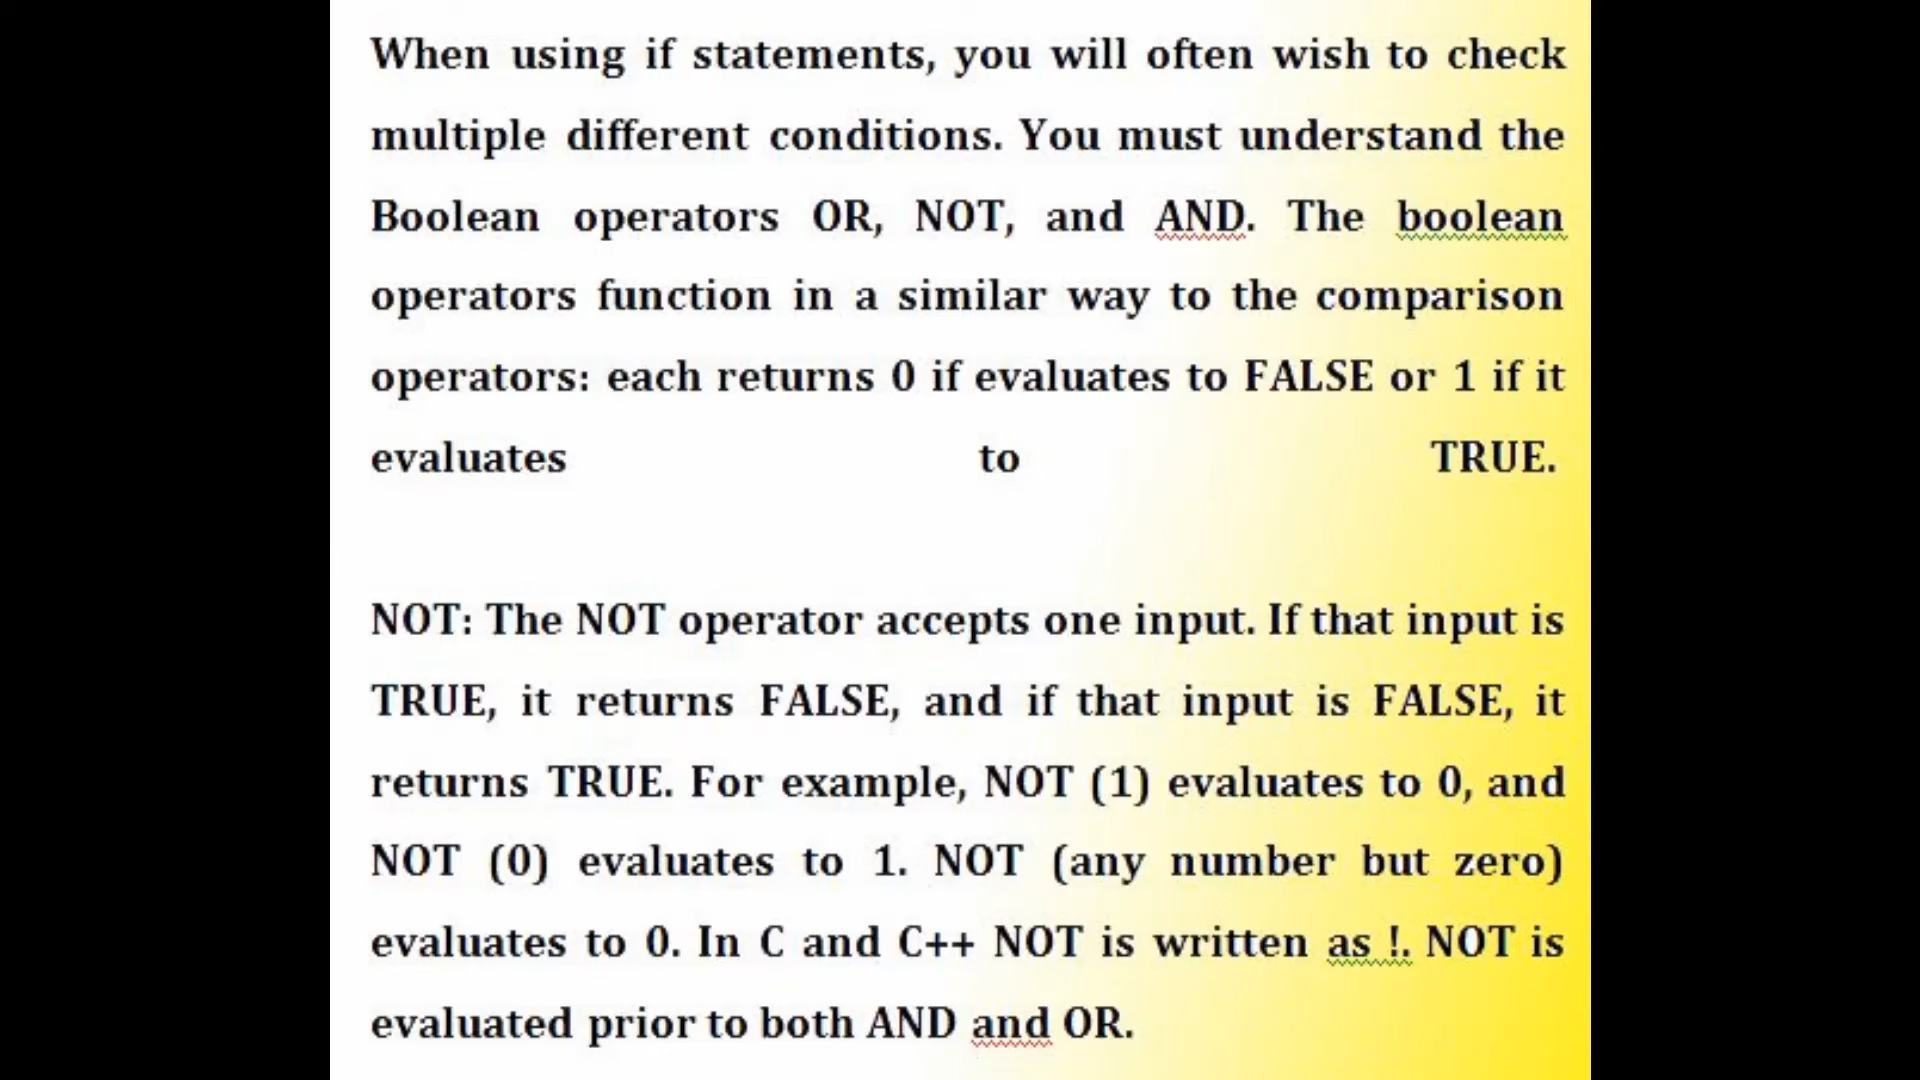 When using if statements, you will often wish to check
multiple different conditions. You must understand the
Boolean operators OR, NOT, and AND. The boolean
operators function in a similar way to the comparison
operators: each returns 0 if evaluates to FALSE or 1 if it
evaluates to TRUE.
NOT: The NOT operator accepts one input. If that input is
TRUE, it returns FALSE, and if that input is FALSE, it
returns TRUE. For example, NOT (1) evaluates to 0, and
NOT (0) evaluates to 1. NOT (any number but zero)
evaluates to 0. In C and C++ NOT is written as !. NOT is
evaluated prior to both AND and OR.